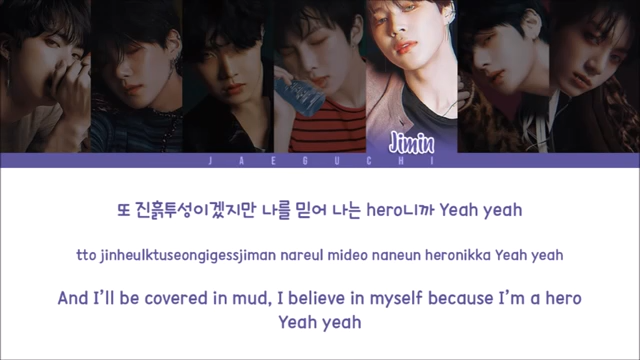 Jimin
JAEGUCHI
또 진흙투성이겠지만 나를 믿어 나는 hero니까 Yeah yeah
tto jinheulktuseongigessjiman nareul mideo naneun heronikka Yeah yeah
And I'll be covered in mud, I believe in myself because I'm a hero
Yeah yeah